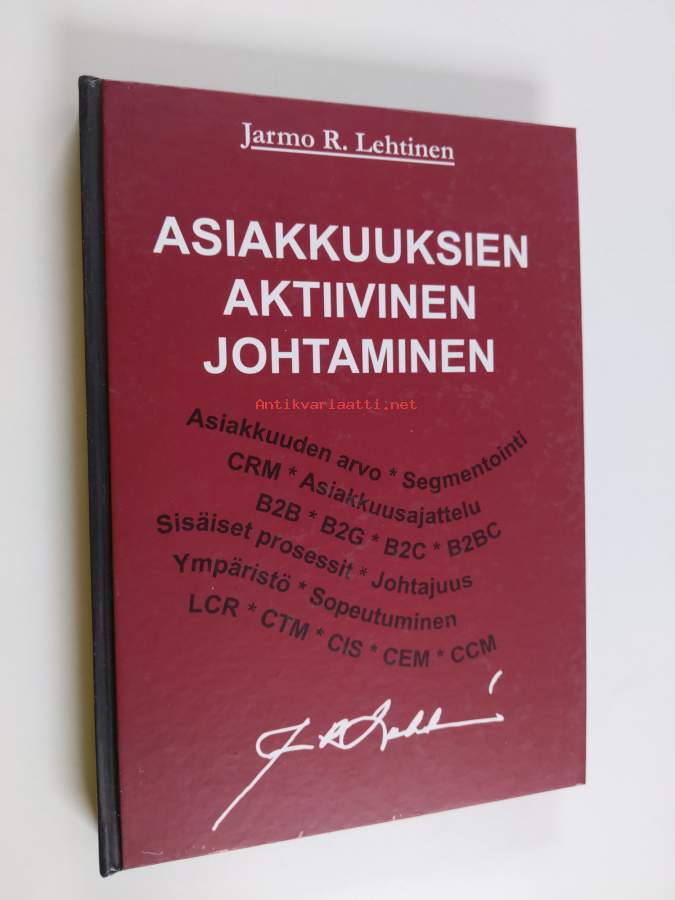 Jarmo R. Lehtinen
ASIAKKUUKSIEN
AKTIIVINEN
JOHTAMINEN
Antikvariaatti.net
Asiakkuuden arvo * Segmentointi
CRM * Asiakkuusajattelu
B2B * B2G * B2C * B2BC
Sisäiset prosessit * Johtajuus
Ympäristö * Sopeutuminen
LCR * CTM * CIS * CEM * CCM